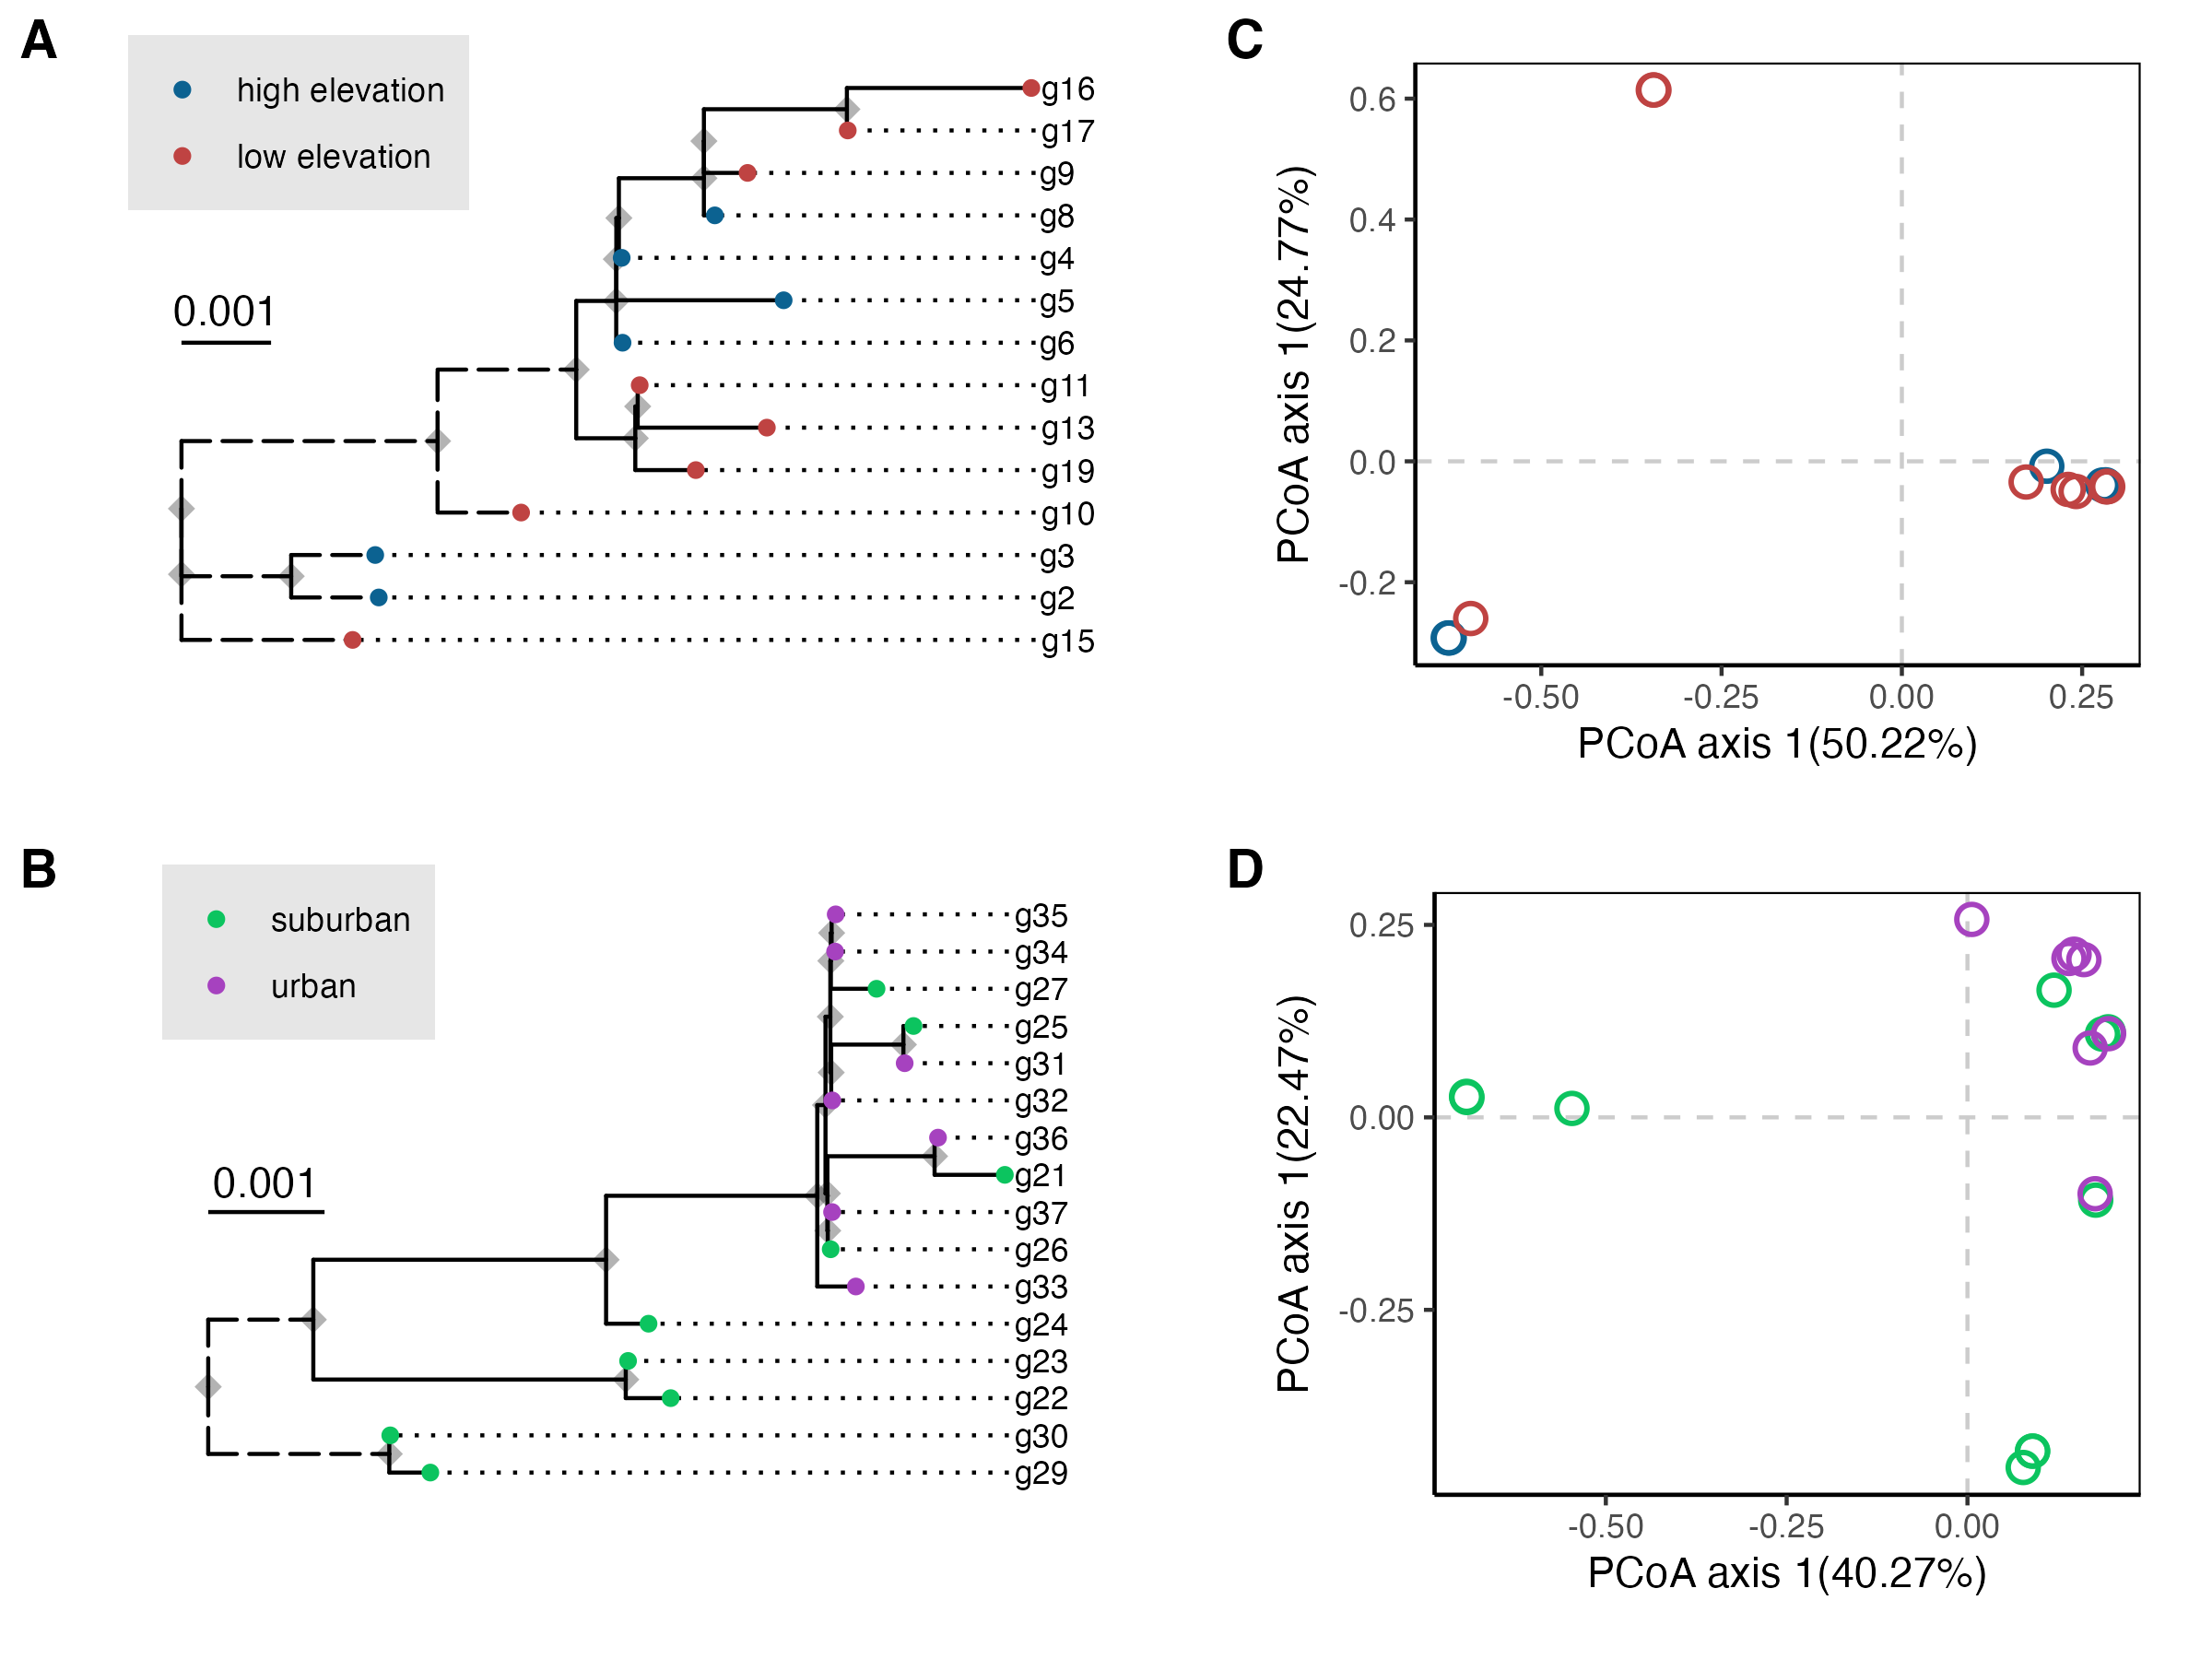 A
high elevation
low elevation
0.001
g16
g17
g9
g8
g4
g5
g6
g11
g13
g19
g10
g3
g2
g15
C
PCoA axis 1(24.77%)
0.6
0.4
0.2
0.0
-0.2
-0.50
-0.25
0.00
0.25
PCoA axis 1(50.22%)
B
suburban
urban
0.001
g35
g34
g27
g25
g31
g32
g36
g21
g37
g26
g33
g24
g23
g22
g30
g29
D
PCoA axis 1(22.47%)
0.25
0.00
-0.25
-0.50
-0.25
0.00
PCoA axis 1(40.27%)